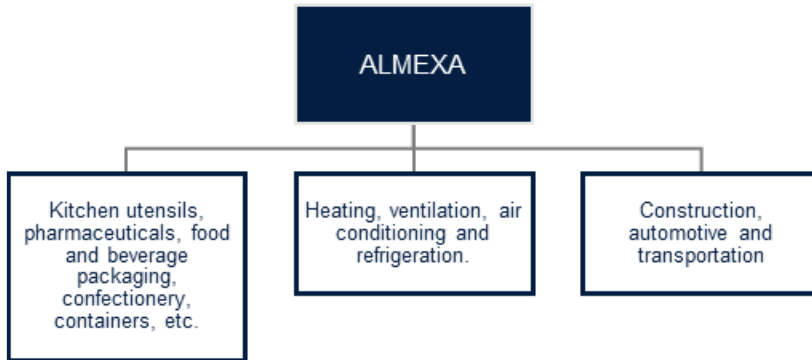 ALMEXA
Kitchen utensils,
pharmaceuticals, food
and beverage
packaging,
confectionery,
containers, etc.
Heating, ventilation, air
conditioning and
refrigeration.
Construction,
automotive and
transportation